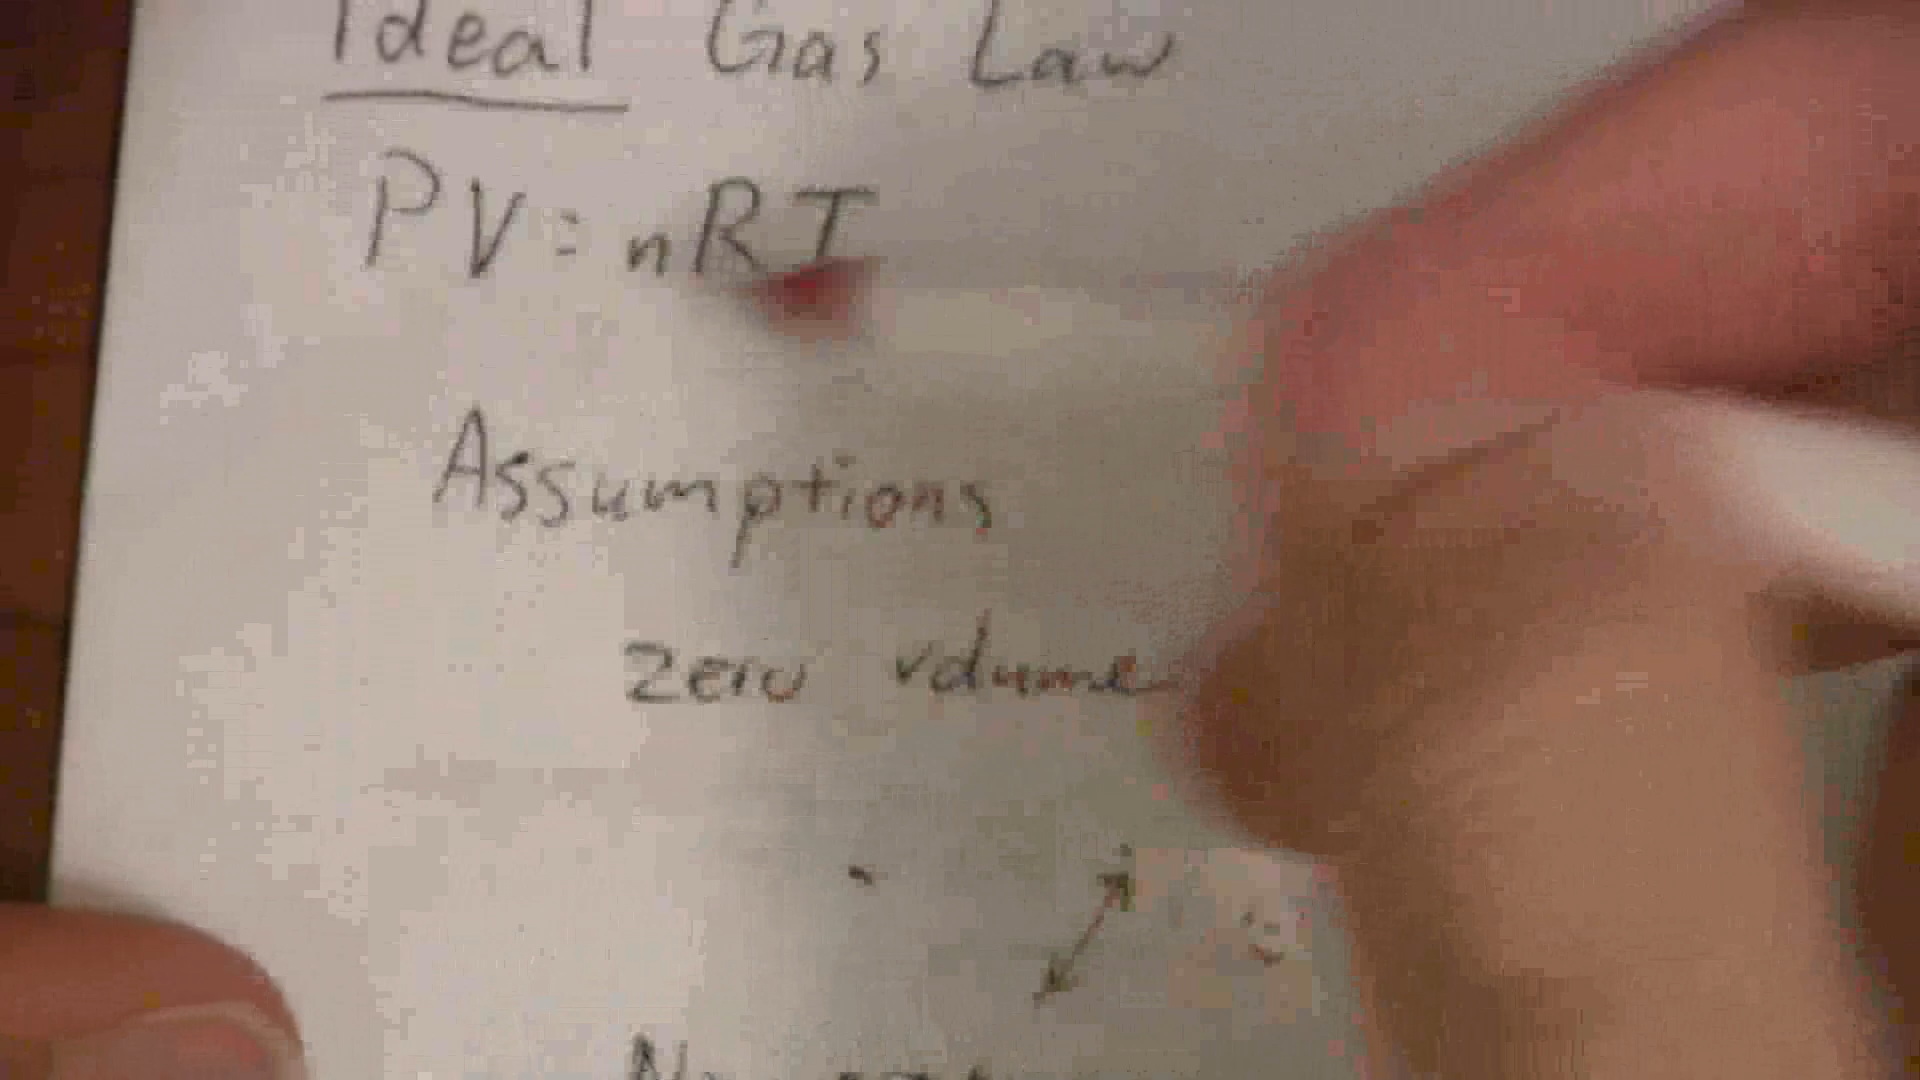 Ideal Gas Law
PV = nRT
Assumptions
zero volume